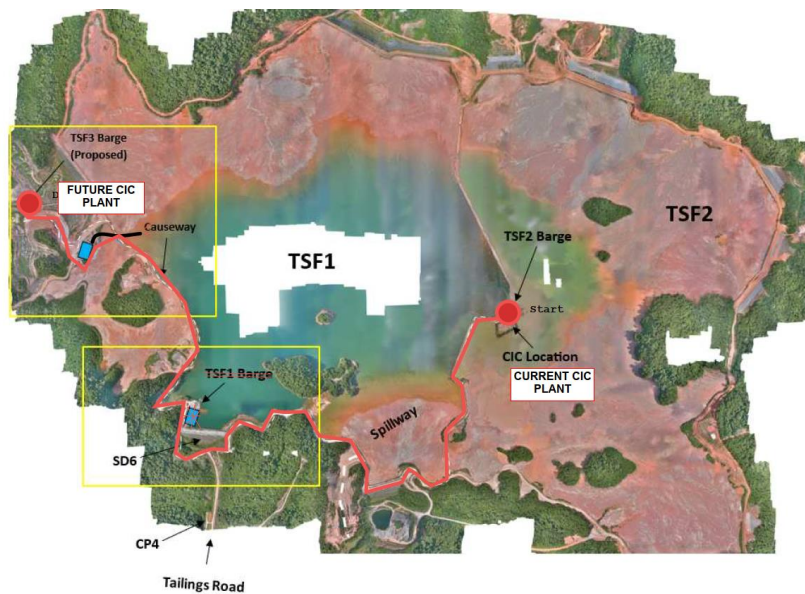 TSF3 Barge
(Proposed)
D
FUTURE CIC
PLANT
Causeway
TSF1
TSF2
TSF2 Barge
Start
CIC Location
CURRENT CIC
PLANT
TSF1 Barge
Spillway
SD6
CP4
Tailings Road